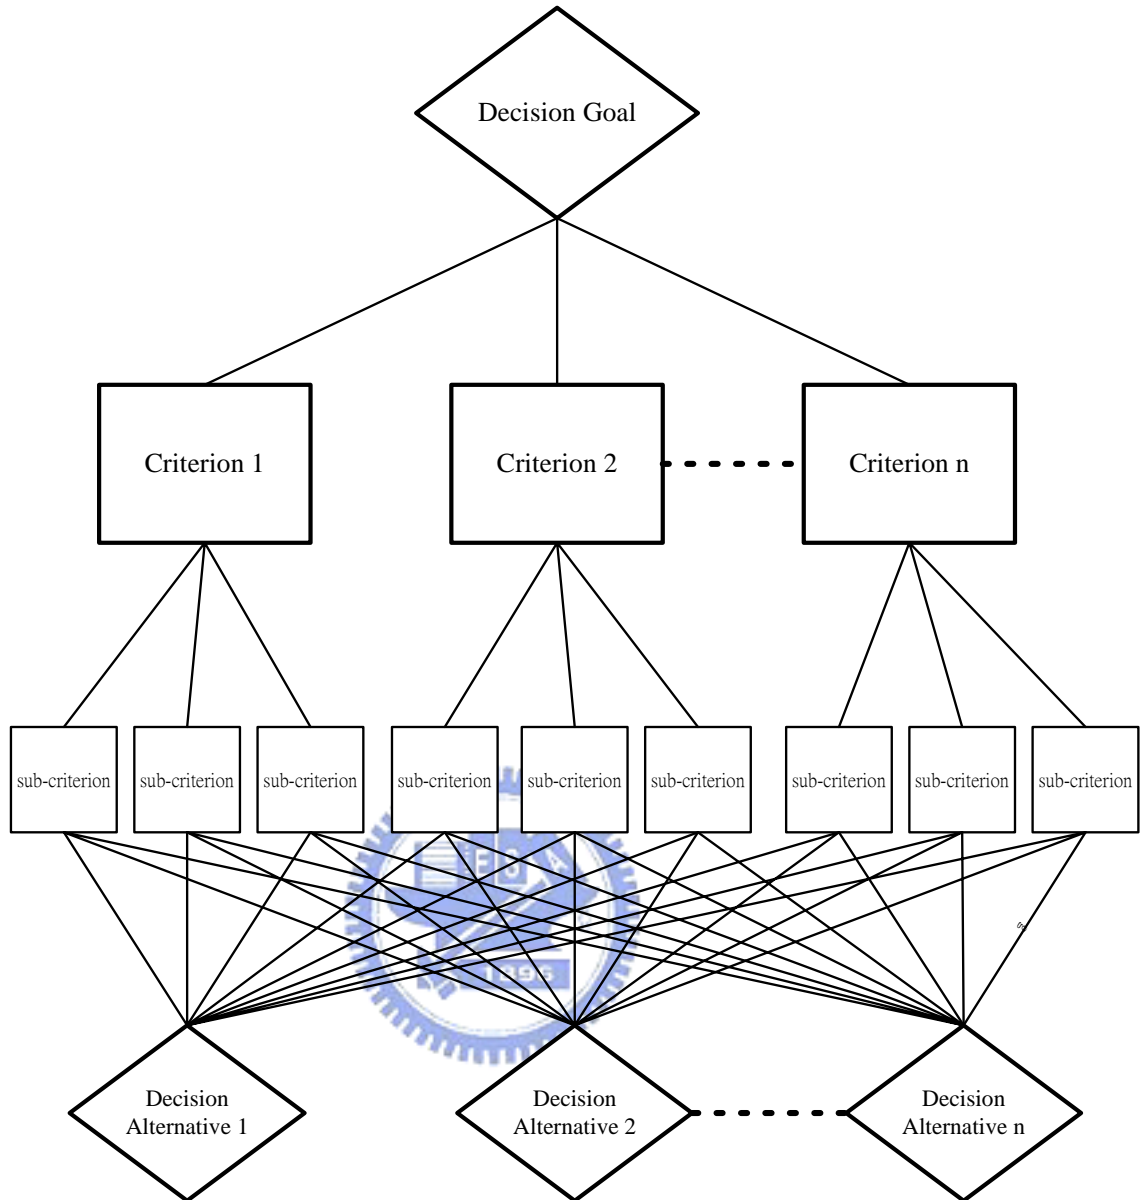 Decision Goal
Criterion 1
Criterion 2
Criterion n
sub-criterion
sub-criterion
sub-criterion
sub-criterion
sub-criterion
sub-criterion
sub-criterion
sub-criterion
sub-criterion
E
1896
Decision
Alternative 1
Decision
Alternative 2
Decision
Alternative n